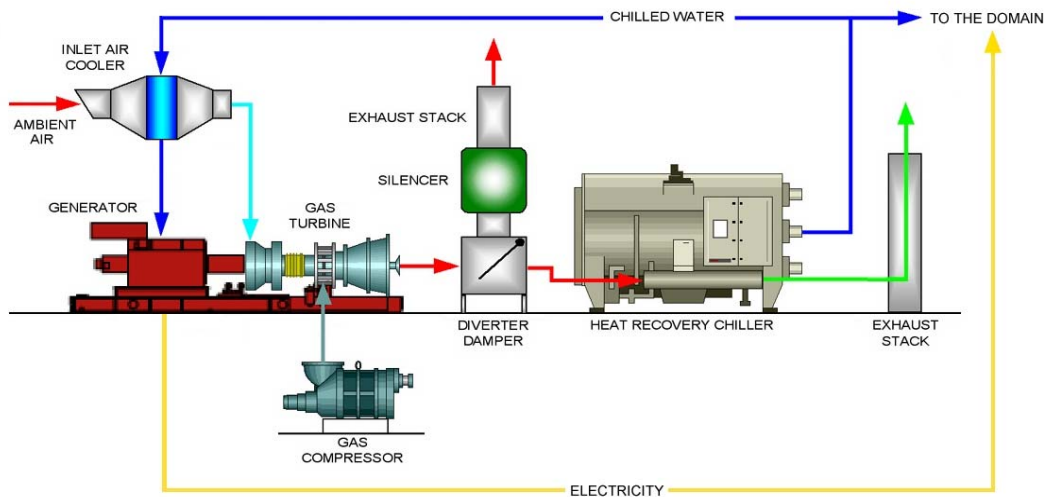 CHILLED WATER
TO THE DOMAIN
INLET AIR
COOLER
AMBIENT
AIR
EXHAUST STACK
SILENCER
GENERATOR
GAS
TURBINE
DIVERTER
DAMPER
HEAT RECOVERY CHILLER
EXHAUST
STACK
GAS
COMPRESSOR
ELECTRICITY